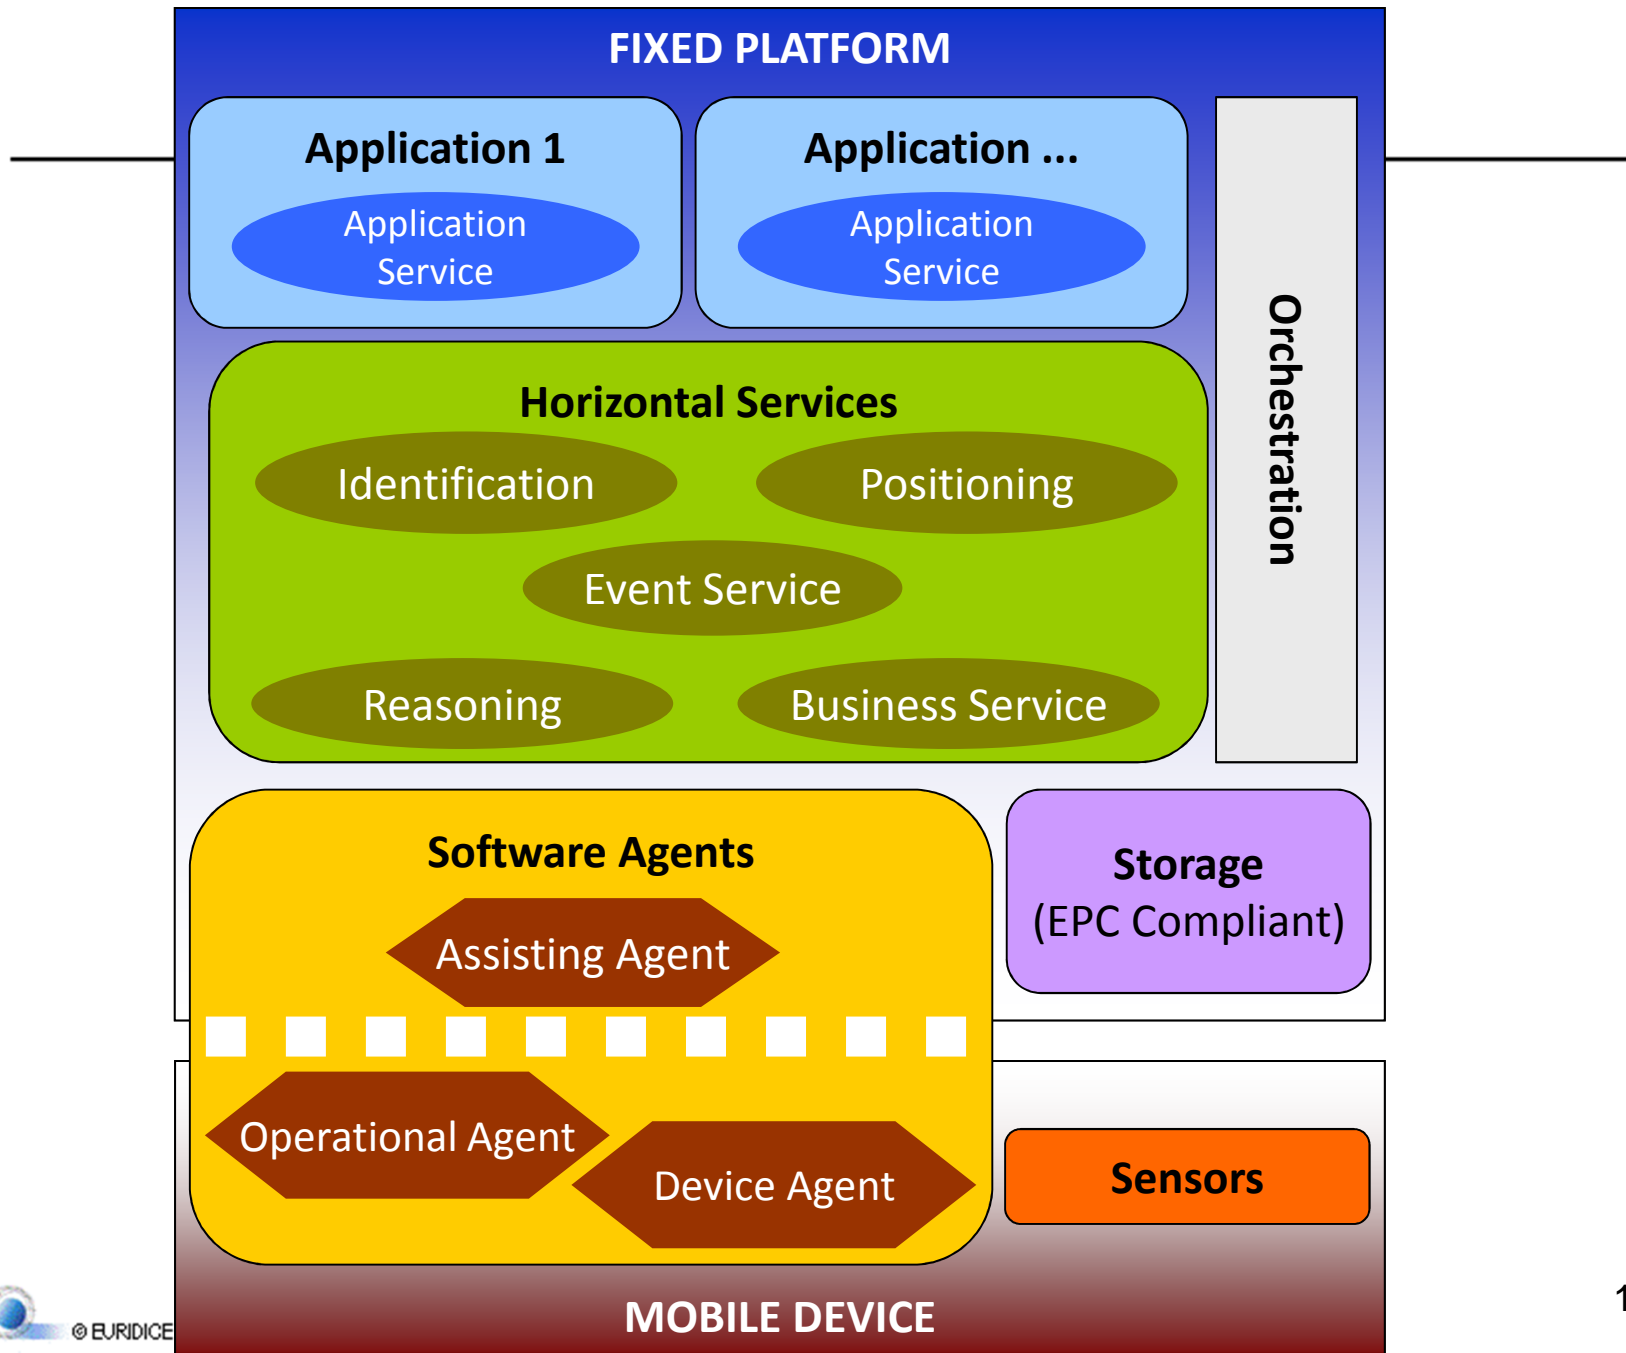 FIXED PLATFORM
Application 1
Application ...
Application
Service
Application
Service
Orchestration
Horizontal Services
Identification
Positioning
Event Service
Reasoning
Business Service
Software Agents
Storage
(EPC Compliant)
Assisting Agent
Operational Agent
Device Agent
Sensors
MOBILE DEVICE
© EURIDICE
1